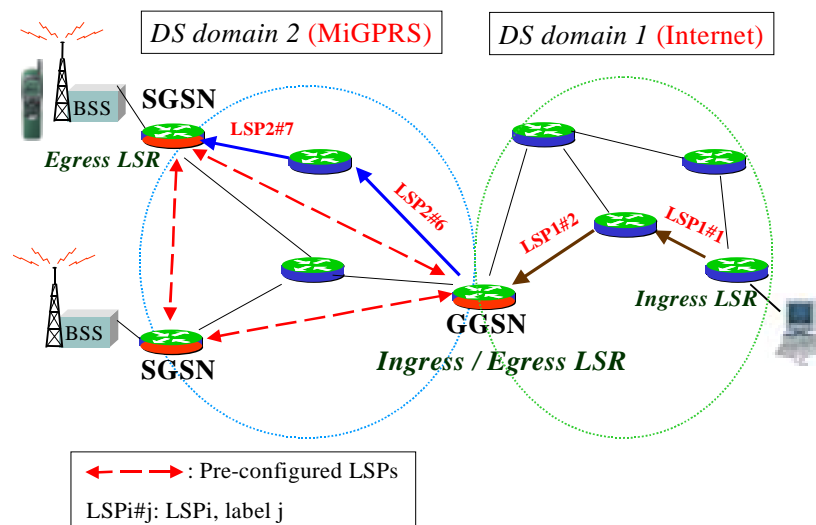 DS domain 2 (MiGPRS)
DS domain 1 (Internet)
BSS
SGSN
Egress LSR
LSP2#7
LSP2#6
LSP1#2
LSP1#1
Ingress LSR
BSS
SGSN
GGSN
Ingress / Egress LSR
: Pre-configured LSPs
LSPi#j: LSPi, label j